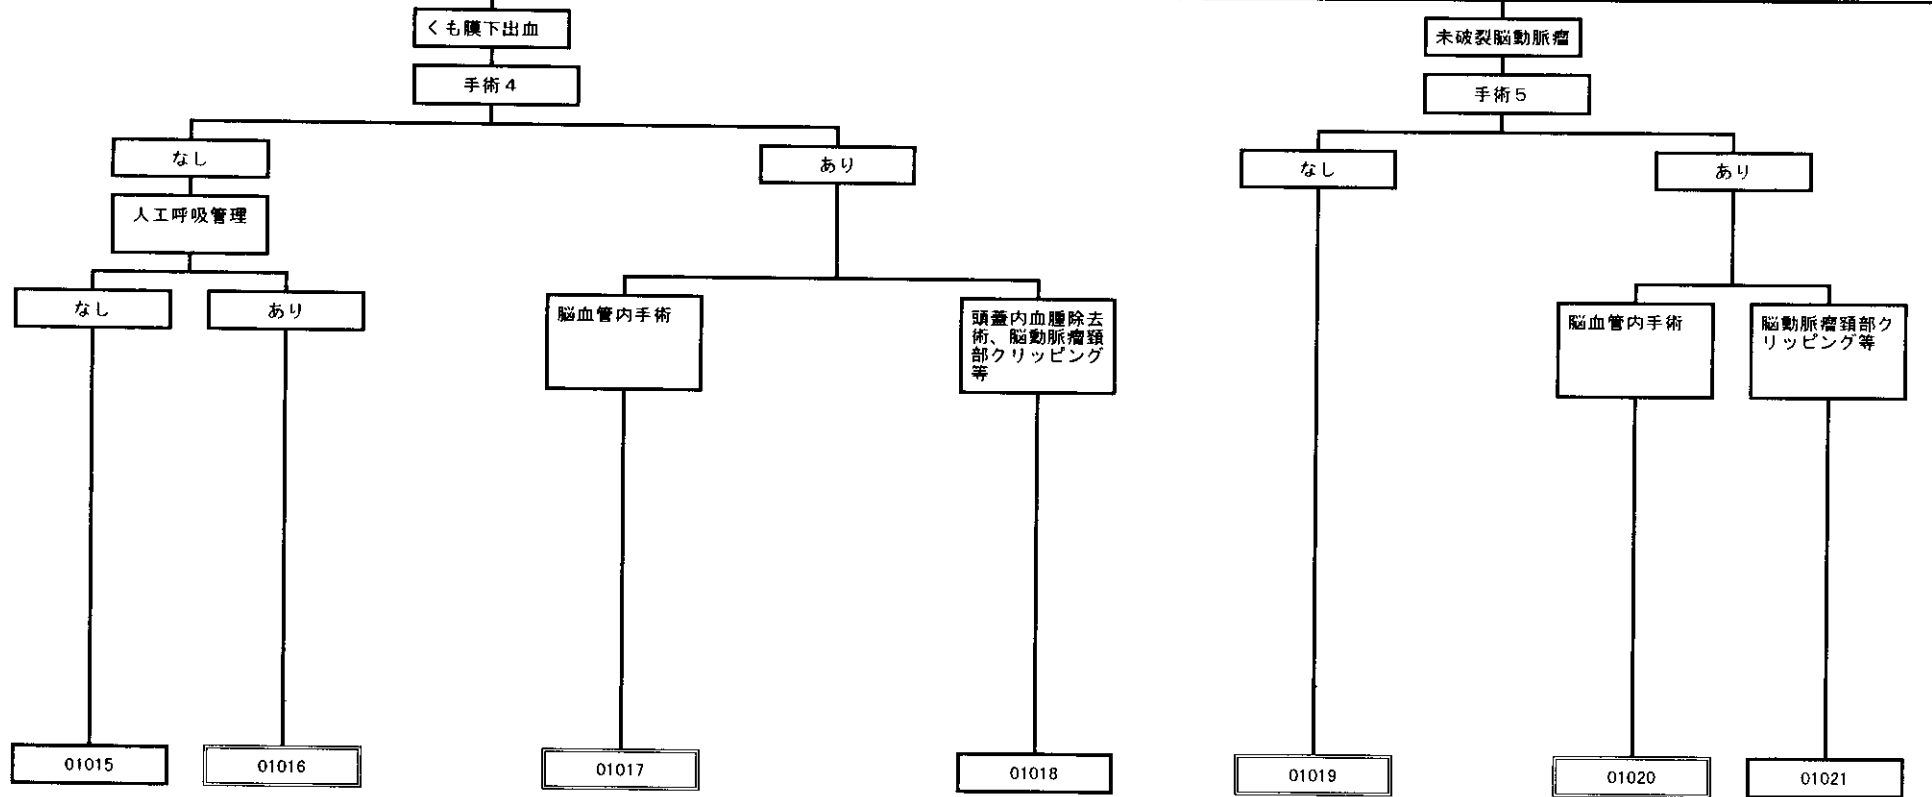 くも膜下出血
手術4
なし
あり
人工呼吸管理
なし
あり
脳血管内手術
頭蓋内血腫除去
術、脳動脈瘤頚
部クリッピング
等
01015
01016
01017
01018
未破裂脳動脈瘤
手術5
なし
あり
脳血管内手術
脳動脈瘤頚部ク
リッピング等
01019
01020
01021